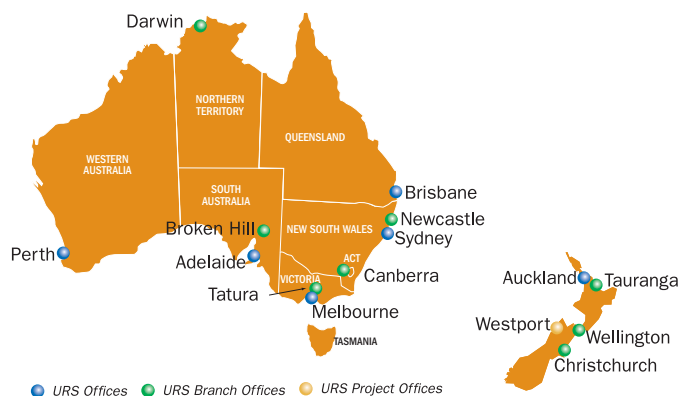 Darwin
NORTHERN
TERRITORY
QUEENSLAND
WESTERN
AUSTRALIA
SOUTH
AUSTRALIA
Brisbane
Broken Hill
NEW SOUTH WALES
Newcastle
Sydney
Perth
Adelaide
ACT
Canberra
VICTORIA
Tatura
Melbourne
TASMANIA
Auckland
Tauranga
Westport
Wellington
Christchurch
URS Offices
URS Branch Offices
URS Project Offices